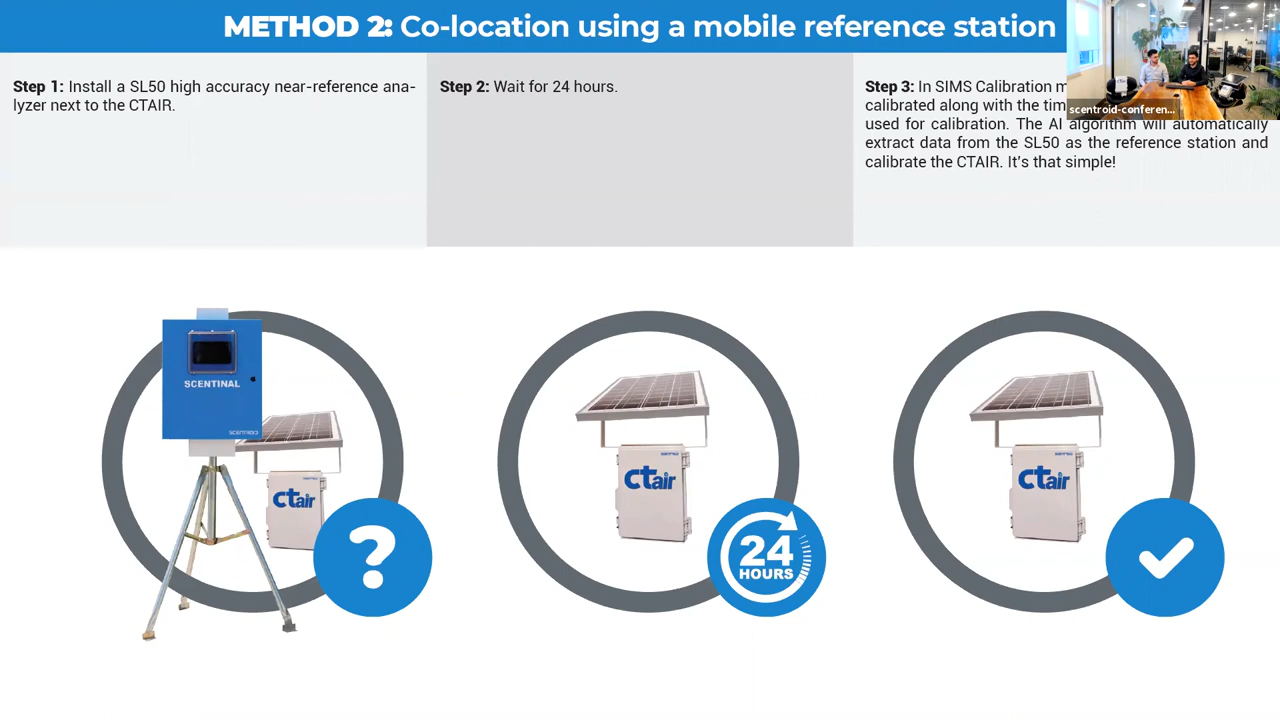 METHOD 2: Co-location using a mobile reference station
Step 1: Install a SL50 high accuracy near-reference ana-
lyzer next to the CTAIR.
Step 2: Wait for 24 hours.
Step 3: In SIMS Calibration
calibrated along with the
used for calibration. The AI algorithm will automatically
extract data from the SL50 as the reference station and
calibrate the CTAIR. It's that simple!
scentroid-conferen...
SCENTINAL
SCENTROID
ctair
?
ctair
24
HOURS
ctair